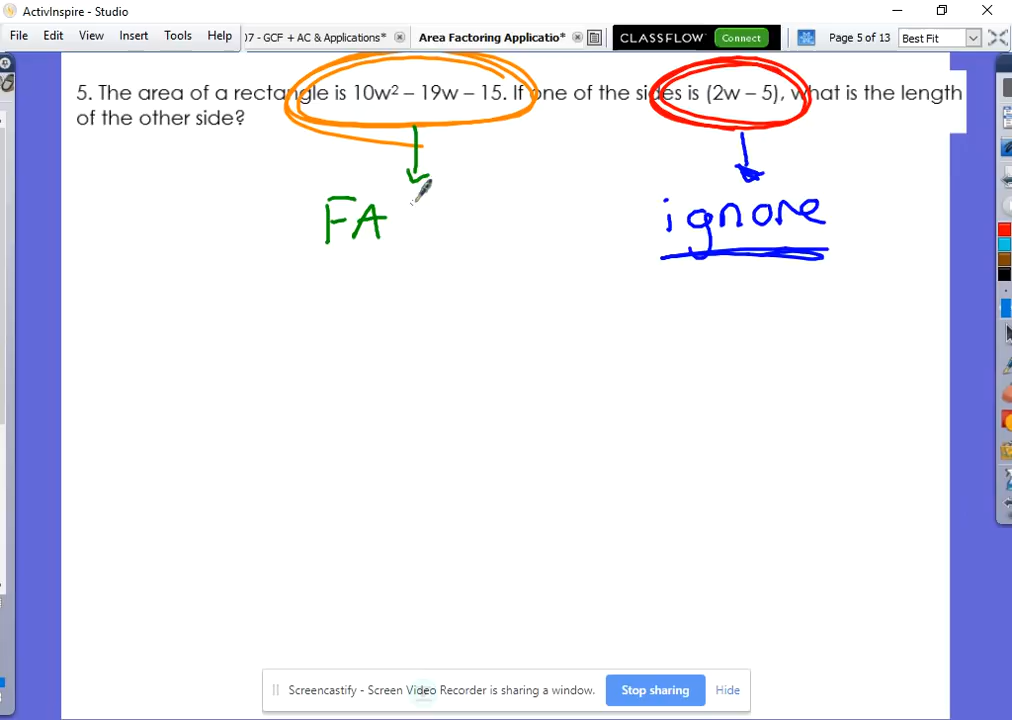 ActivInspire - Studio
File Edit View Insert Tools Help
07 - GCF + AC & Applications*
Area Factoring Applicatio*
CLASSFLOW Connect
Page 5 of 13
Best Fit
5. The area of a rectangle is 10w² – 19w – 15. If one of the sides is (2w – 5), what is the length
of the other side?
FA
ignore
Screencastify - Screen Video Recorder is sharing a window.
Stop sharing
Hide